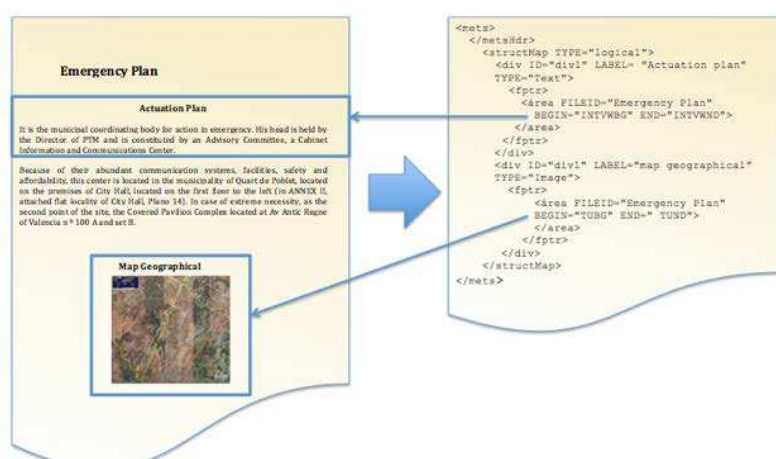 Emergency Plan
Actuation Plan
It is the municipal coordinating body for action in emergency. His head is held by
the Director of PTM and is constituted by an Advisory Committee, a Cabinet
Information and Communications Center.
Because of their abundant communication systems, facilities, safety and
affordability, this center is located in the municipality of Quart de Poblet, located
on the premises of City Hall, located on the first floor to the left (in ANNEX II,
attached flat locality of City Hall, Plano 14). In case of extreme necessity, as the
second point of the site, the Covered Pavilion Complex located at Av Antic Regne
of Valencia nº 100 A and set B.
Map Geographical
<mets>
</metsHdr>
<structMap TYPE="logical">
<div ID="div1" LABEL= "Actuation plan"
TYPE="Text">
<fptr>
<área FILEID="Emergency Plan"
BEGIN="INTVWBG" END="INTVWND">
</area>
</fptr>
</div>
<div ID="div1" LABEL="map geographical"
TYPE="Image">
<fptr>
<área FILEID="Emergency Plan"
BEGIN="TUBG" END=" TUND">
</area>
</fptr>
</div>
</structMap>
</mets>